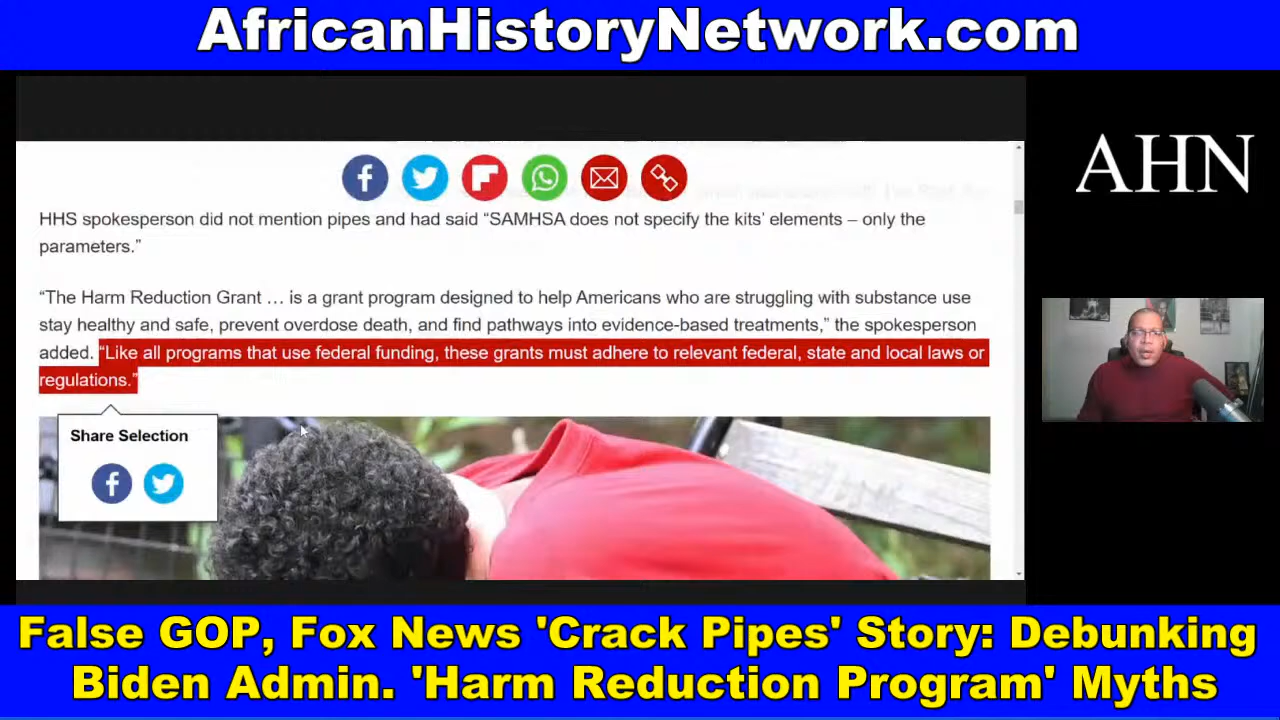 AfricanHistoryNetwork.com
AHN
HHS spokesperson did not mention pipes and had said “SAMHSA does not specify the kits’ elements – only the
parameters.”
“The Harm Reduction Grant … is a grant program designed to help Americans who are struggling with substance use
stay healthy and safe, prevent overdose death, and find pathways into evidence-based treatments,” the spokesperson
added. “Like all programs that use federal funding, these grants must adhere to relevant federal, state and local laws or
regulations.”
Share Selection
False GOP, Fox News 'Crack Pipes' Story: Debunking
Biden Admin. 'Harm Reduction Program' Myths